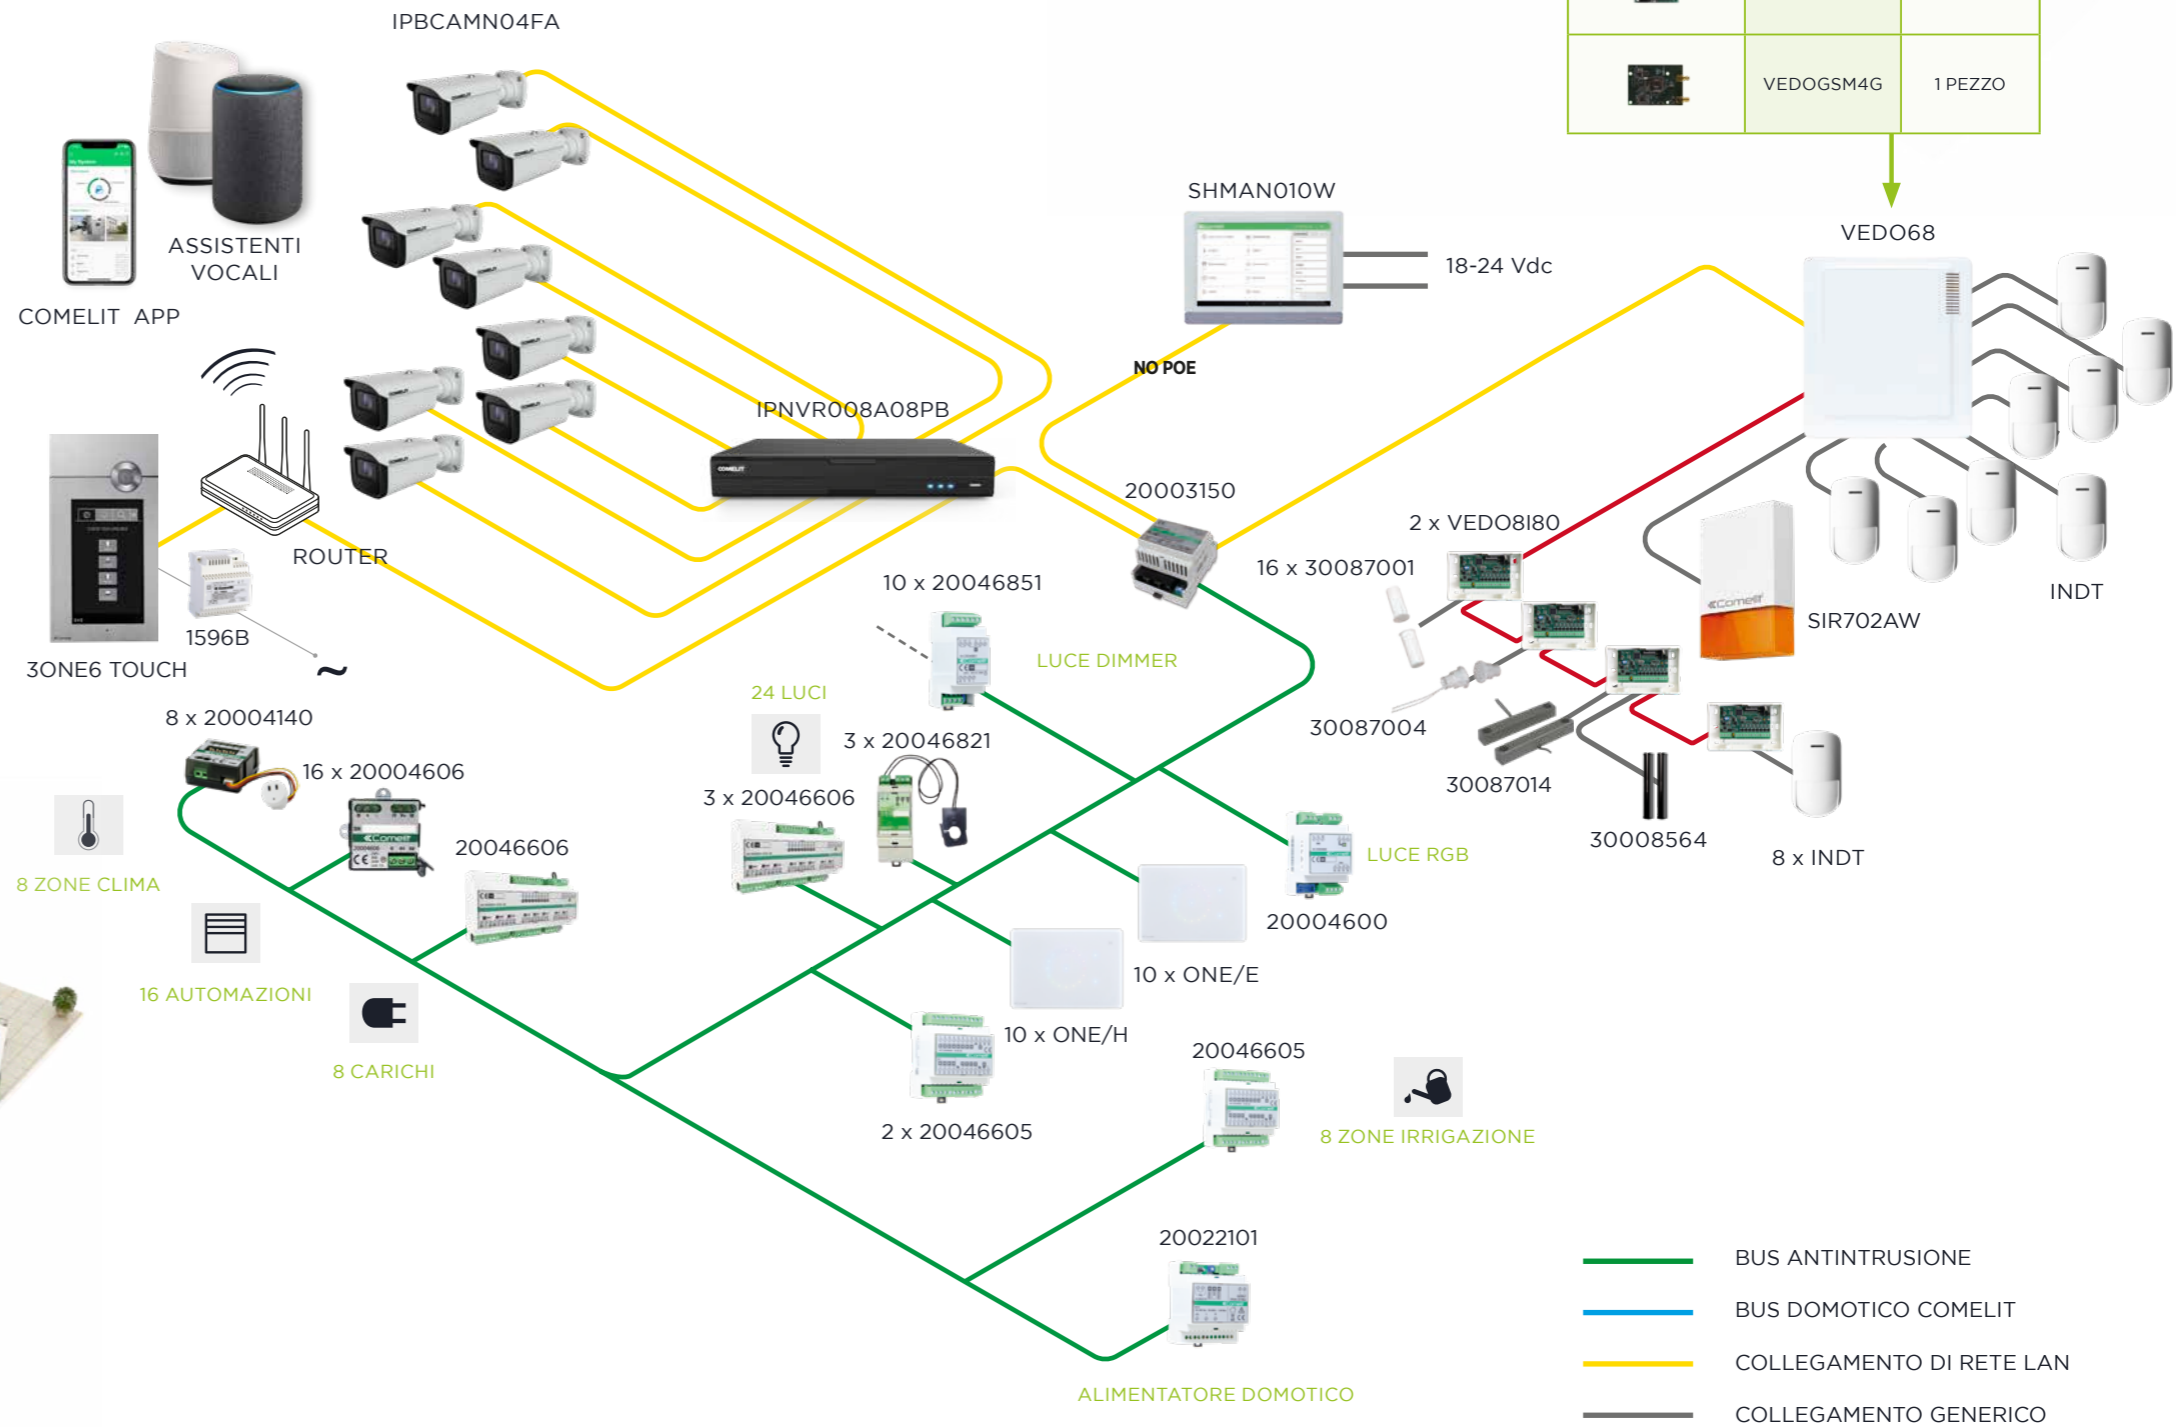 IPBCAMN04FA
VEDOGSM4G
1 PEZZO
SHMAN010W
18-24 Vdc
VEDO68
ASSISTENTI
VOCALI
COMELIT APP
NO POE
IPNVR008A08PB
COMELIT
20003150
2 x VEDO8I80
16 x 30087001
ROUTER
10 x 20046851
INDT
Comelit
SIR702AW
1596B
3ONE6 TOUCH
~
LUCE DIMMER
24 LUCI
8 x 20004140
3 x 20046821
30087004
16 x 20004606
3 x 20046606
30087014
30008564
8 x INDT
Comelit
20046606
LUCE RGB
8 ZONE CLIMA
20004600
10 x ONE/E
16 AUTOMAZIONI
10 x ONE/H
20046605
8 CARICHI
2 x 20046605
8 ZONE IRRIGAZIONE
20022101
ALIMENTATORE DOMOTICO
BUS ANTINTRUSIONE
BUS DOMOTICO COMELIT
COLLEGAMENTO DI RETE LAN
COLLEGAMENTO GENERICO